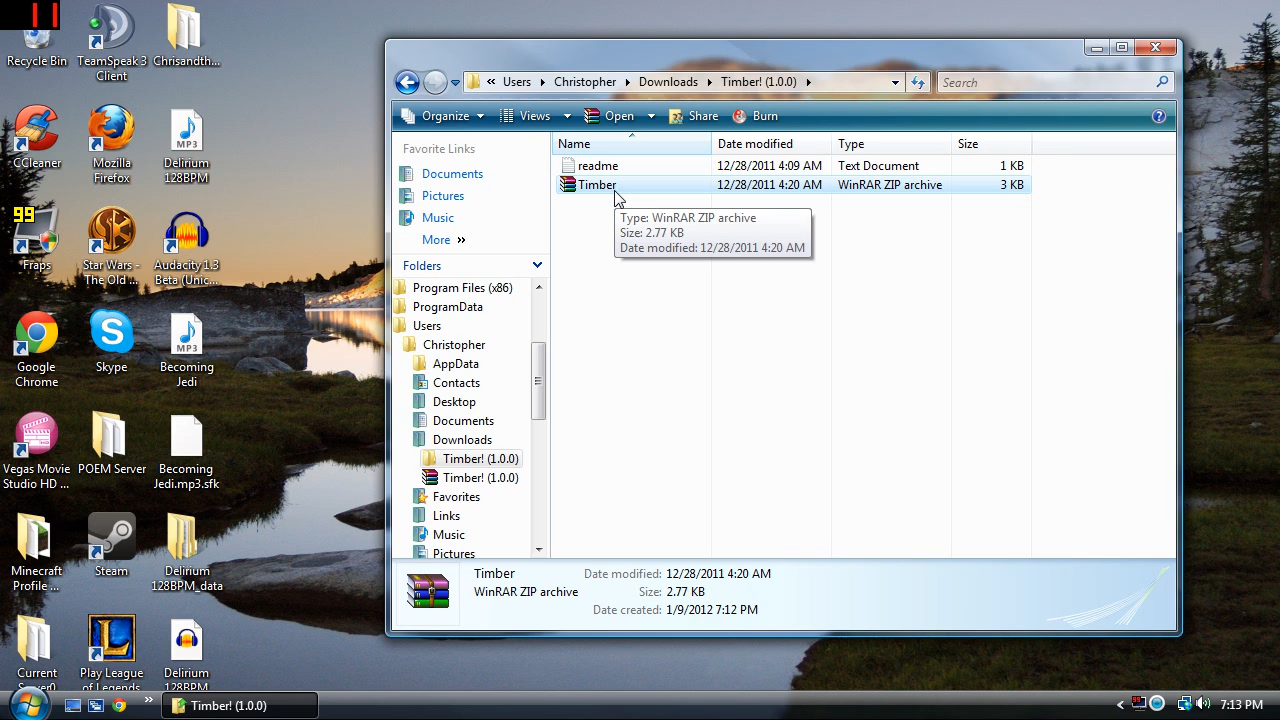 11
Recycle Bin
TeamSpeak 3
Client
Chrisandth...
CCleaner
Mozilla
Firefox
MP3
Delirium
128BPM
99
Fraps
Star Wars -
The Old ...
Audacity 1.3
Beta (Unic...
Google
Chrome
Skype
MP3
Becoming
Jedi
Vegas Movie
Studio HD ...
POEM Server
Becoming
Jedi.mp3.sfk
Minecraft
Profile ...
Steam
Delirium
128BPM_data
Current
Server0
Play League
of Legends
Delirium
128BPM
« Users Christopher Downloads Timber! (1.0.0)
Search
Organize Views Open Share Burn
Favorite Links
Documents
Pictures
Music
More »
Folders
Program Files (x86)
ProgramData
Users
Christopher
AppData
Contacts
Desktop
Documents
Downloads
Timber! (1.0.0)
Timber! (1.0.0)
Favorites
Links
Music
Pictures
Name Date modified Type Size
readme 12/28/2011 4:09 AM Text Document 1 KB
Timber 12/28/2011 4:20 AM WinRAR ZIP archive 3 KB
Type: WinRAR ZIP archive
Size: 2.77 KB
Date modified: 12/28/2011 4:20 AM
Timber Date modified: 12/28/2011 4:20 AM
WinRAR ZIP archive Size: 2.77 KB
Date created: 1/9/2012 7:12 PM
Timber! (1.0.0)
7:13 PM